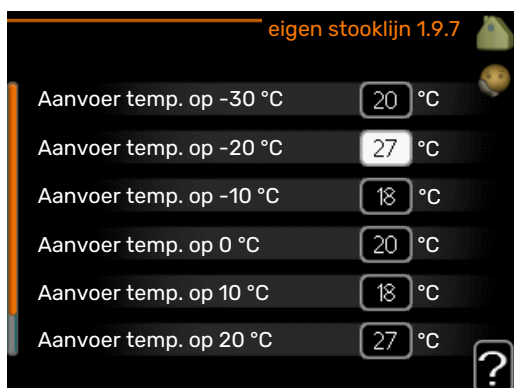 eigen stooklijn 1.9.7
Aanvoer temp. op -30 °C 20 °C
Aanvoer temp. op -20 °C 27 °C
Aanvoer temp. op -10 °C 18 °C
Aanvoer temp. op 0 °C 20 °C
Aanvoer temp. op 10 °C 18 °C
Aanvoer temp. op 20 °C 27 °C
?